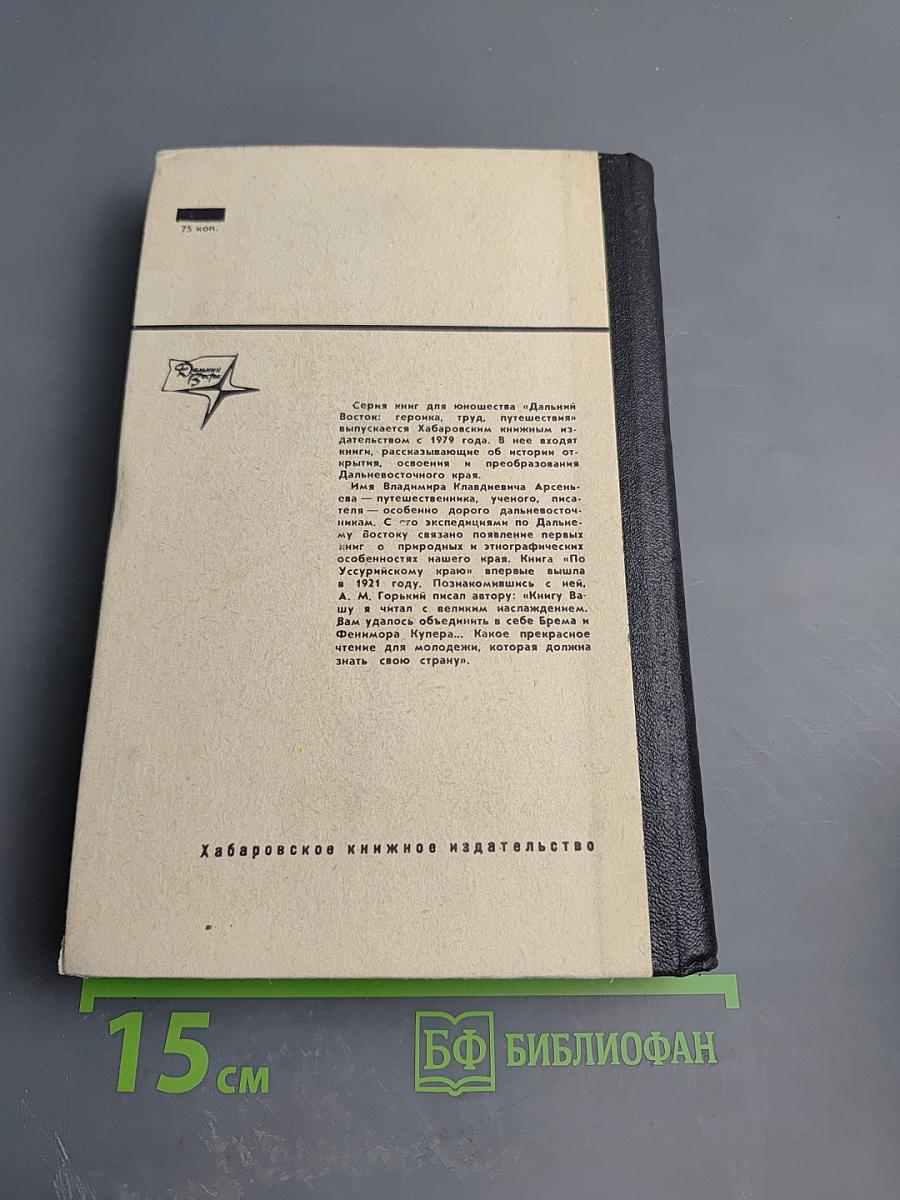 75 коп.
Дальний
Восток
Серия книг для юношества «Дальний
Восток: героика, труд, путешествия»
выпускается Хабаровским книжным из-
дательством с 1979 года. В нее входят
книги, рассказывающие об истории от-
крытия, освоения и преобразования
Дальневосточного края.
Имя Владимира Клавдиевича Арсень-
ева — путешественника, ученого, писа-
теля — особенно дорого дальневосточ-
никам. С его экспедициями по Дальне-
му Востоку связано появление первых
книг о природных и этнографических
особенностях нашего края. Книга «По
Уссурийскому краю» впервые вышла
в 1921 году. Познакомившись с ней,
А. М. Горький писал автору: «Книгу Ва-
шу я читал с великим наслаждением.
Вам удалось объединить в себе Брема и
Фенимора Купера... Какое прекрасное
чтение для молодежи, которая должна
знать свою страну».
Хабаровское книжное издательство
15 см
БФ БИБЛИОФАН